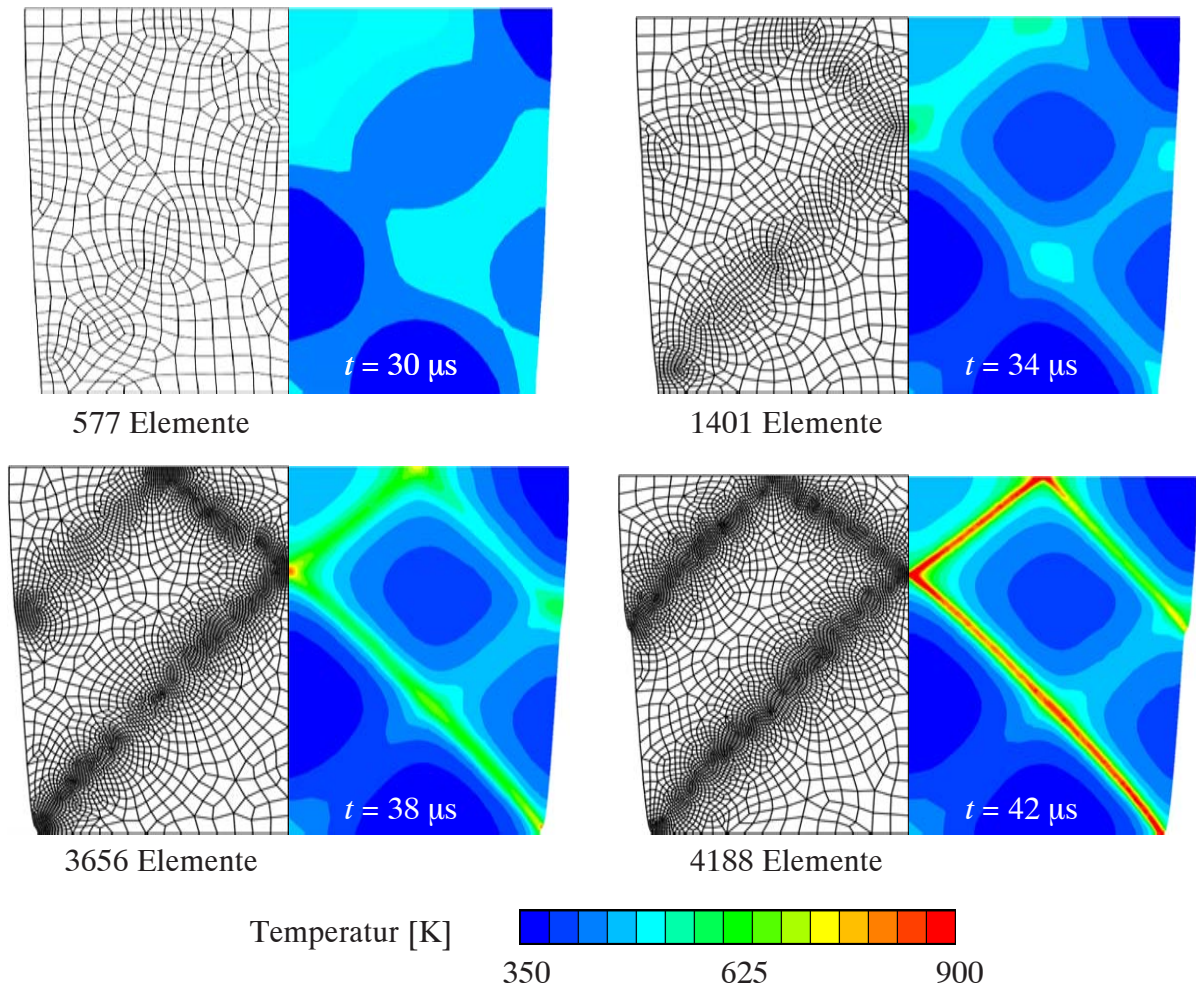 t = 30 μs
t = 34 μs
577 Elemente
1401 Elemente
t = 38 μs
t = 42 μs
3656 Elemente
4188 Elemente
Temperatur [K]
350 625 900